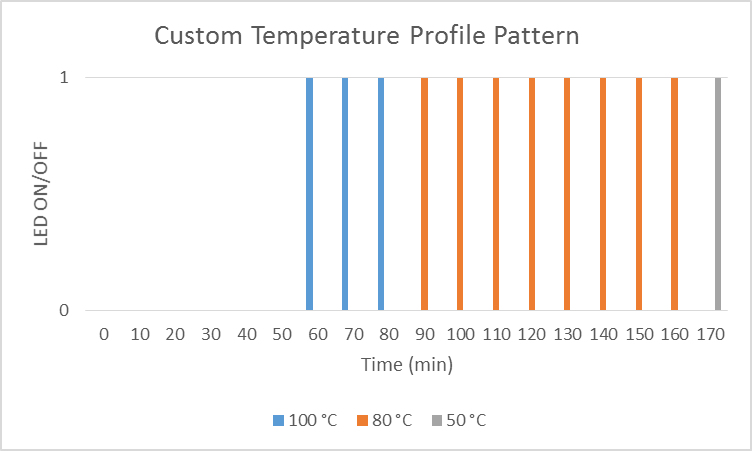 Custom Temperature Profile Pattern
1
LED ON/OFF
0
0 10 20 30 40 50 60 70 80 90 100 110 120 130 140 150 160 170
Time (min)
100 °C 80 °C 50 °C